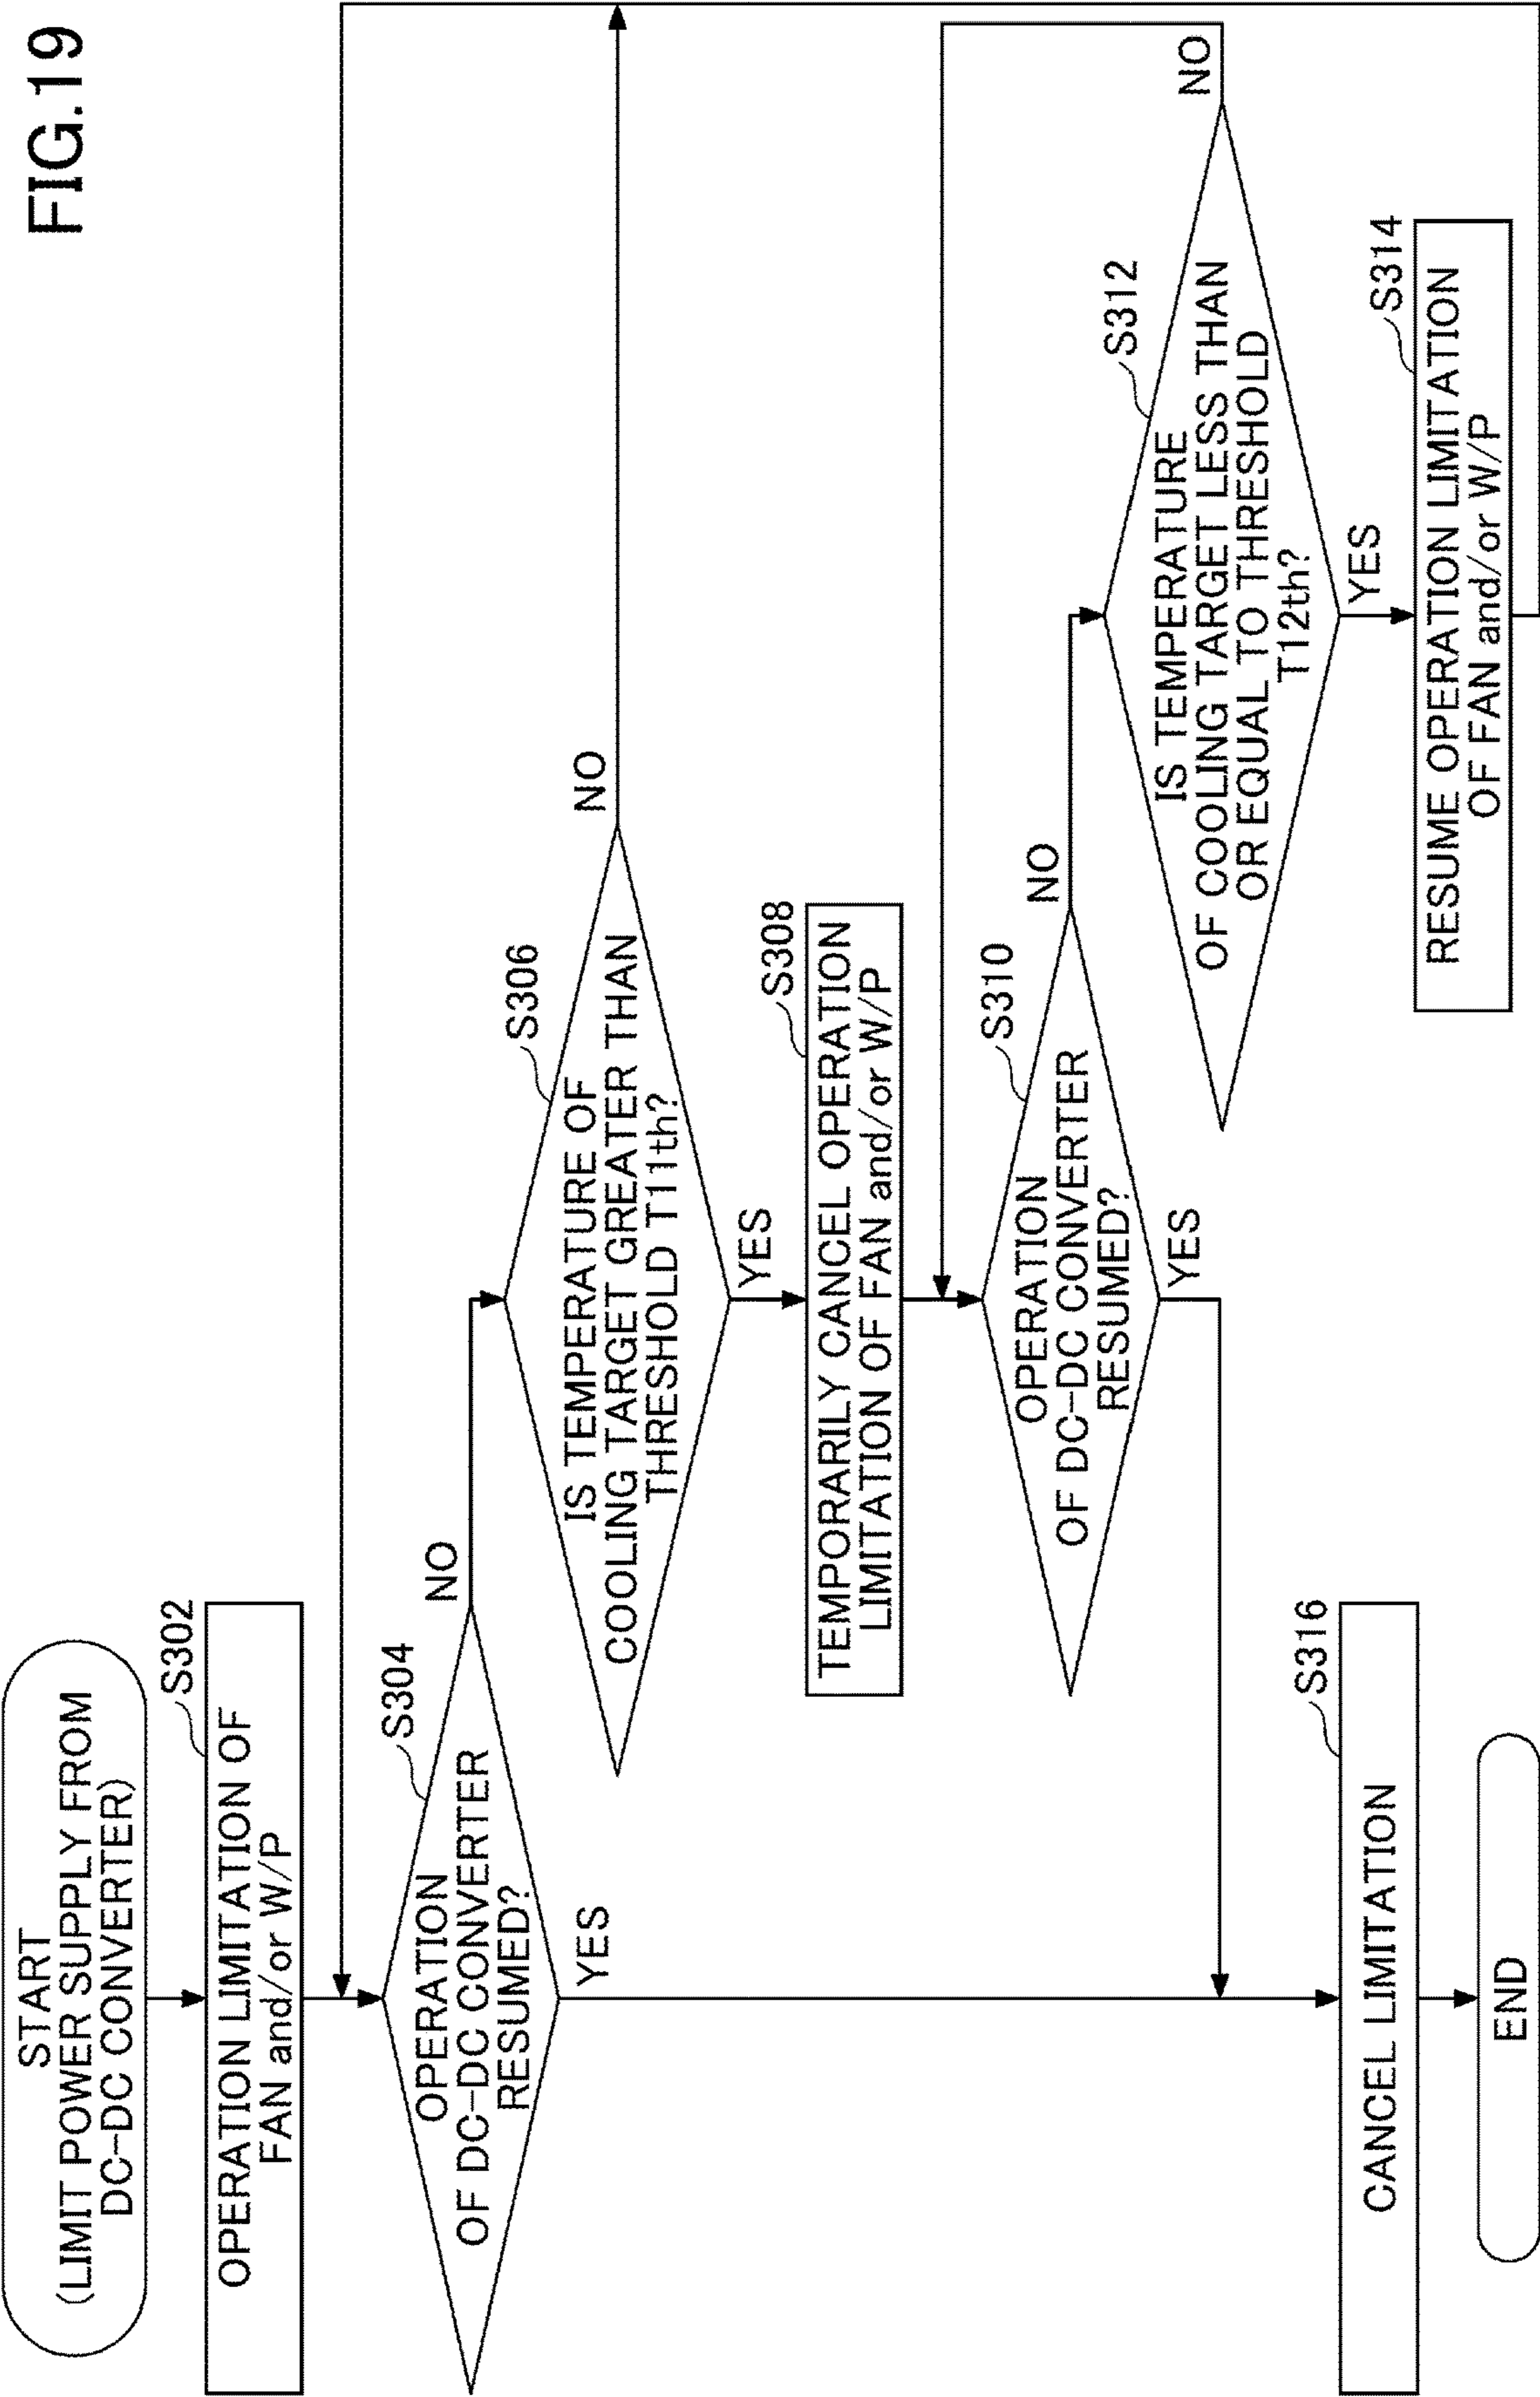 FIG.19
START
(LIMIT POWER SUPPLY FROM
DC-DC CONVERTER)
S302
OPERATION LIMITATION OF
FAN and/or W/P
S304
OPERATION
OF DC-DC CONVERTER
RESUMED?
NO
YES
S306
IS TEMPERATURE OF
COOLING TARGET GREATER THAN
THRESHOLD T11th?
NO
YES
S308
TEMPORARILY CANCEL OPERATION
LIMITATION OF FAN and/or W/P
S310
OPERATION
OF DC-DC CONVERTER
RESUMED?
NO
YES
S312
IS TEMPERATURE
OF COOLING TARGET LESS THAN
OR EQUAL TO THRESHOLD
T12th?
NO
YES
S314
RESUME OPERATION LIMITATION
OF FAN and/or W/P
S316
CANCEL LIMITATION
END